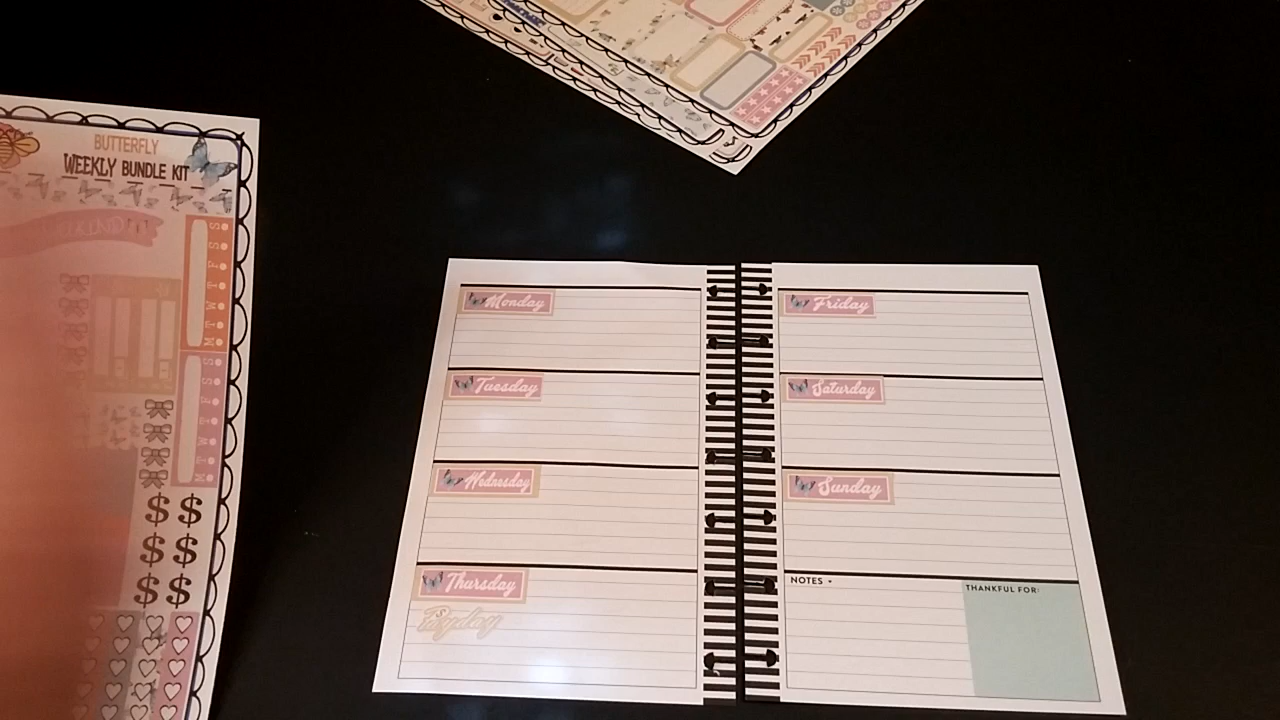 BUTTERFLY
WEEKLY BUNDLE KIT
M T W T F S S
M T W T F S S
$ $
$ $
$ $
Monday
Tuesday
Wednesday
Thursday
Payday
Friday
Saturday
Sunday
NOTES
THANKFUL FOR: